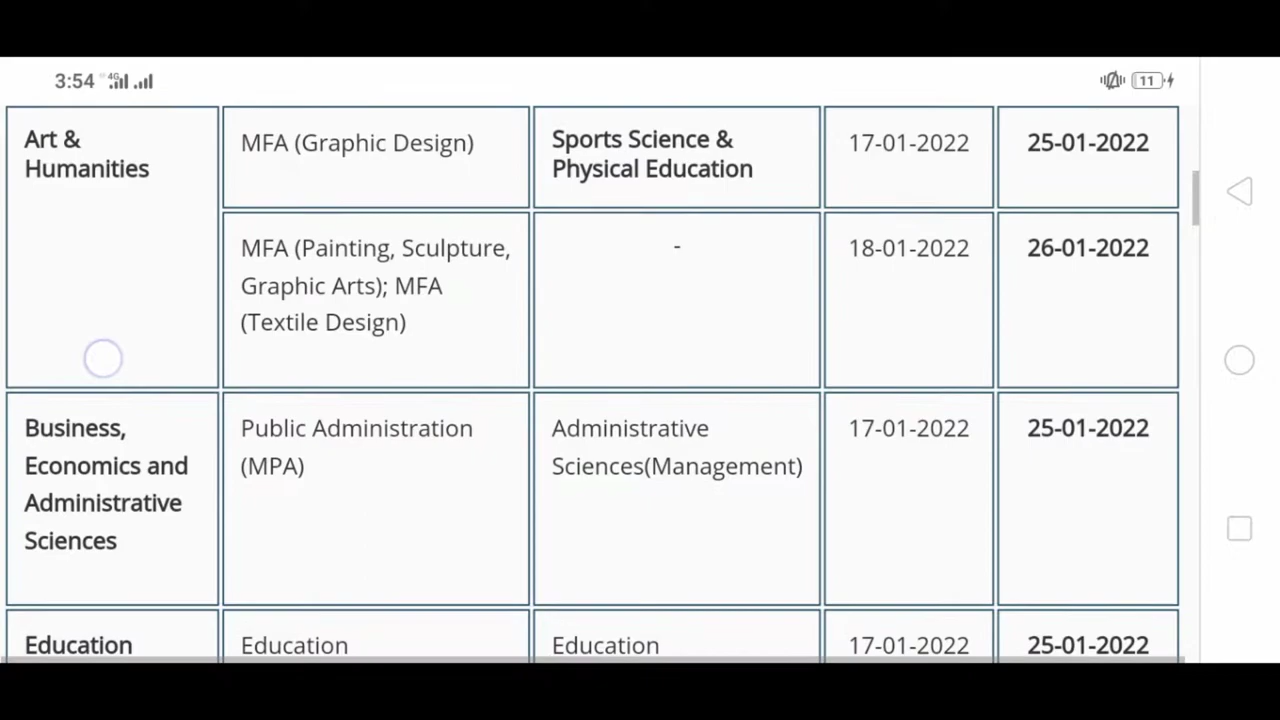 3:54 4G 11
Art & MFA (Graphic Design) Sports Science & 17-01-2022 25-01-2022
Humanities Physical Education
MFA (Painting, Sculpture, - 18-01-2022 26-01-2022
Graphic Arts); MFA
(Textile Design)
Business, Public Administration Administrative 17-01-2022 25-01-2022
Economics and (MPA) Sciences(Management)
Administrative
Sciences
Education Education Education 17-01-2022 25-01-2022